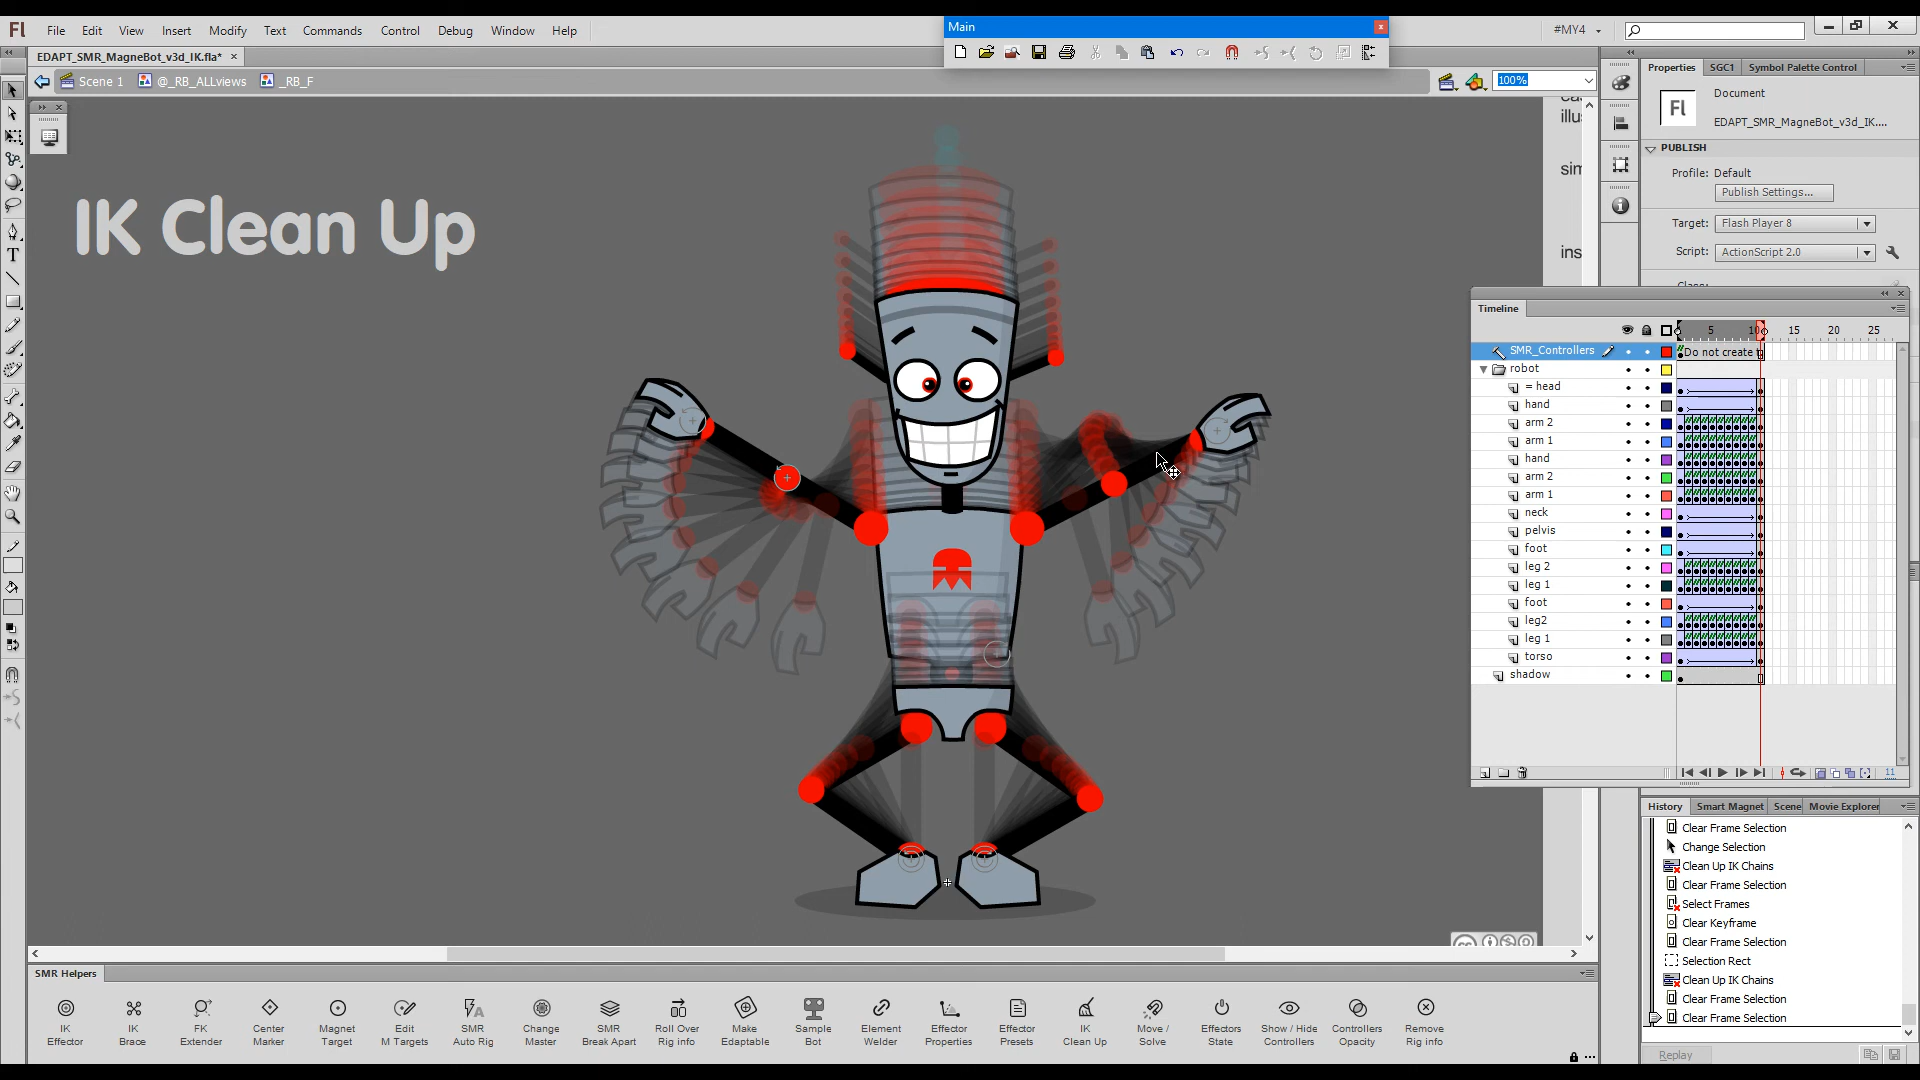 Main
Fl
File Edit View Insert Text Commands Modify Control Debug Window Help
#MY4
EDAPT_SMR_MagneBot_v3d_IK.fla*
Scene 1 @_RB_ALLviews _RB_F
100%
Properties SGC1 Symbol Palette Control
Fl
Document
EDAPT_SMR_MagneBot_v3d_IK....
PUBLISH
Profile: Default
Publish Settings...
Target: Flash Player 8
Script: ActionScript 2.0
IK Clean Up
illus
sim
ins
Timeline
5 10 15 20 25
SMR_Controllers
Do not create
robot
= head
hand
arm 2
arm 1
hand
arm 2
arm 1
neck
pelvis
foot
leg 2
leg 1
foot
leg2
leg 1
torso
shadow
11
History Smart Magnet Scene Movie Explorer
Clear Frame Selection
Change Selection
Clean Up IK Chains
Clear Frame Selection
Select Frames
Clear Keyframe
Clear Frame Selection
Selection Rect
Clean Up IK Chains
Clear Frame Selection
Clear Frame Selection
Replay
SMR Helpers
IK Effector
IK Brace
FK Extender
Center Marker
Magnet Target
Edit M Targets
SMR Auto Rig
Change Master
SMR Break Apart
Roll Over Rig info
Make Adaptable
Sample Bot
Element Welder
Effector Properties
Effector Presets
IK Clean Up
Move / Solve
Effectors State
Show / Hide Controllers
Controllers Opacity
Remove Rig info